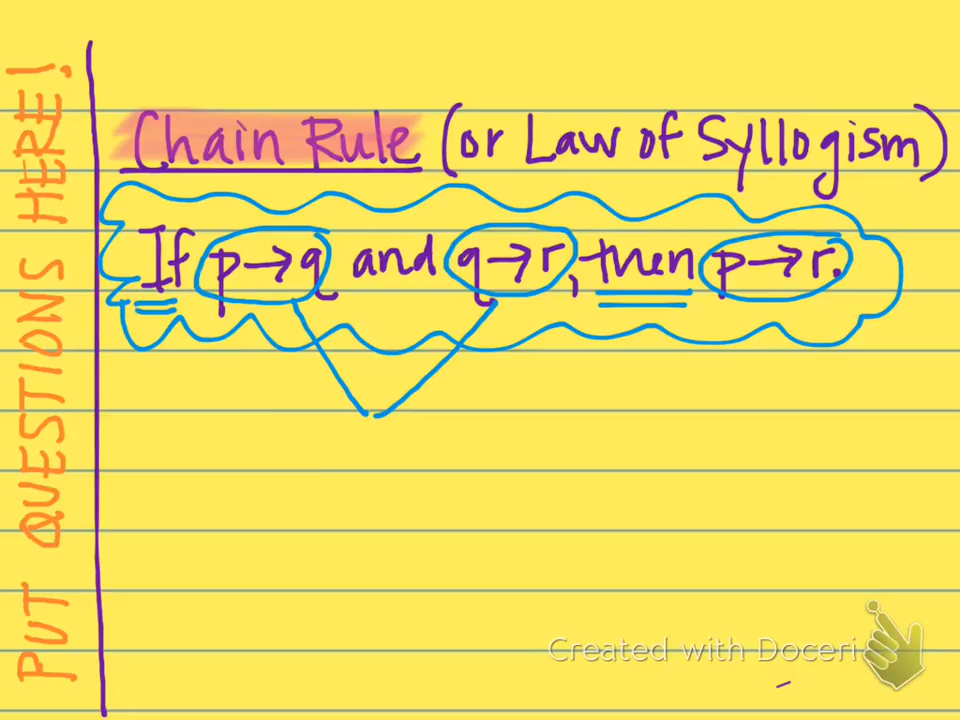 PUT QUESTIONS HERE!
Chain Rule (or Law of Syllogism)
If p→q and q→r, then p→r.
Created with Doceri